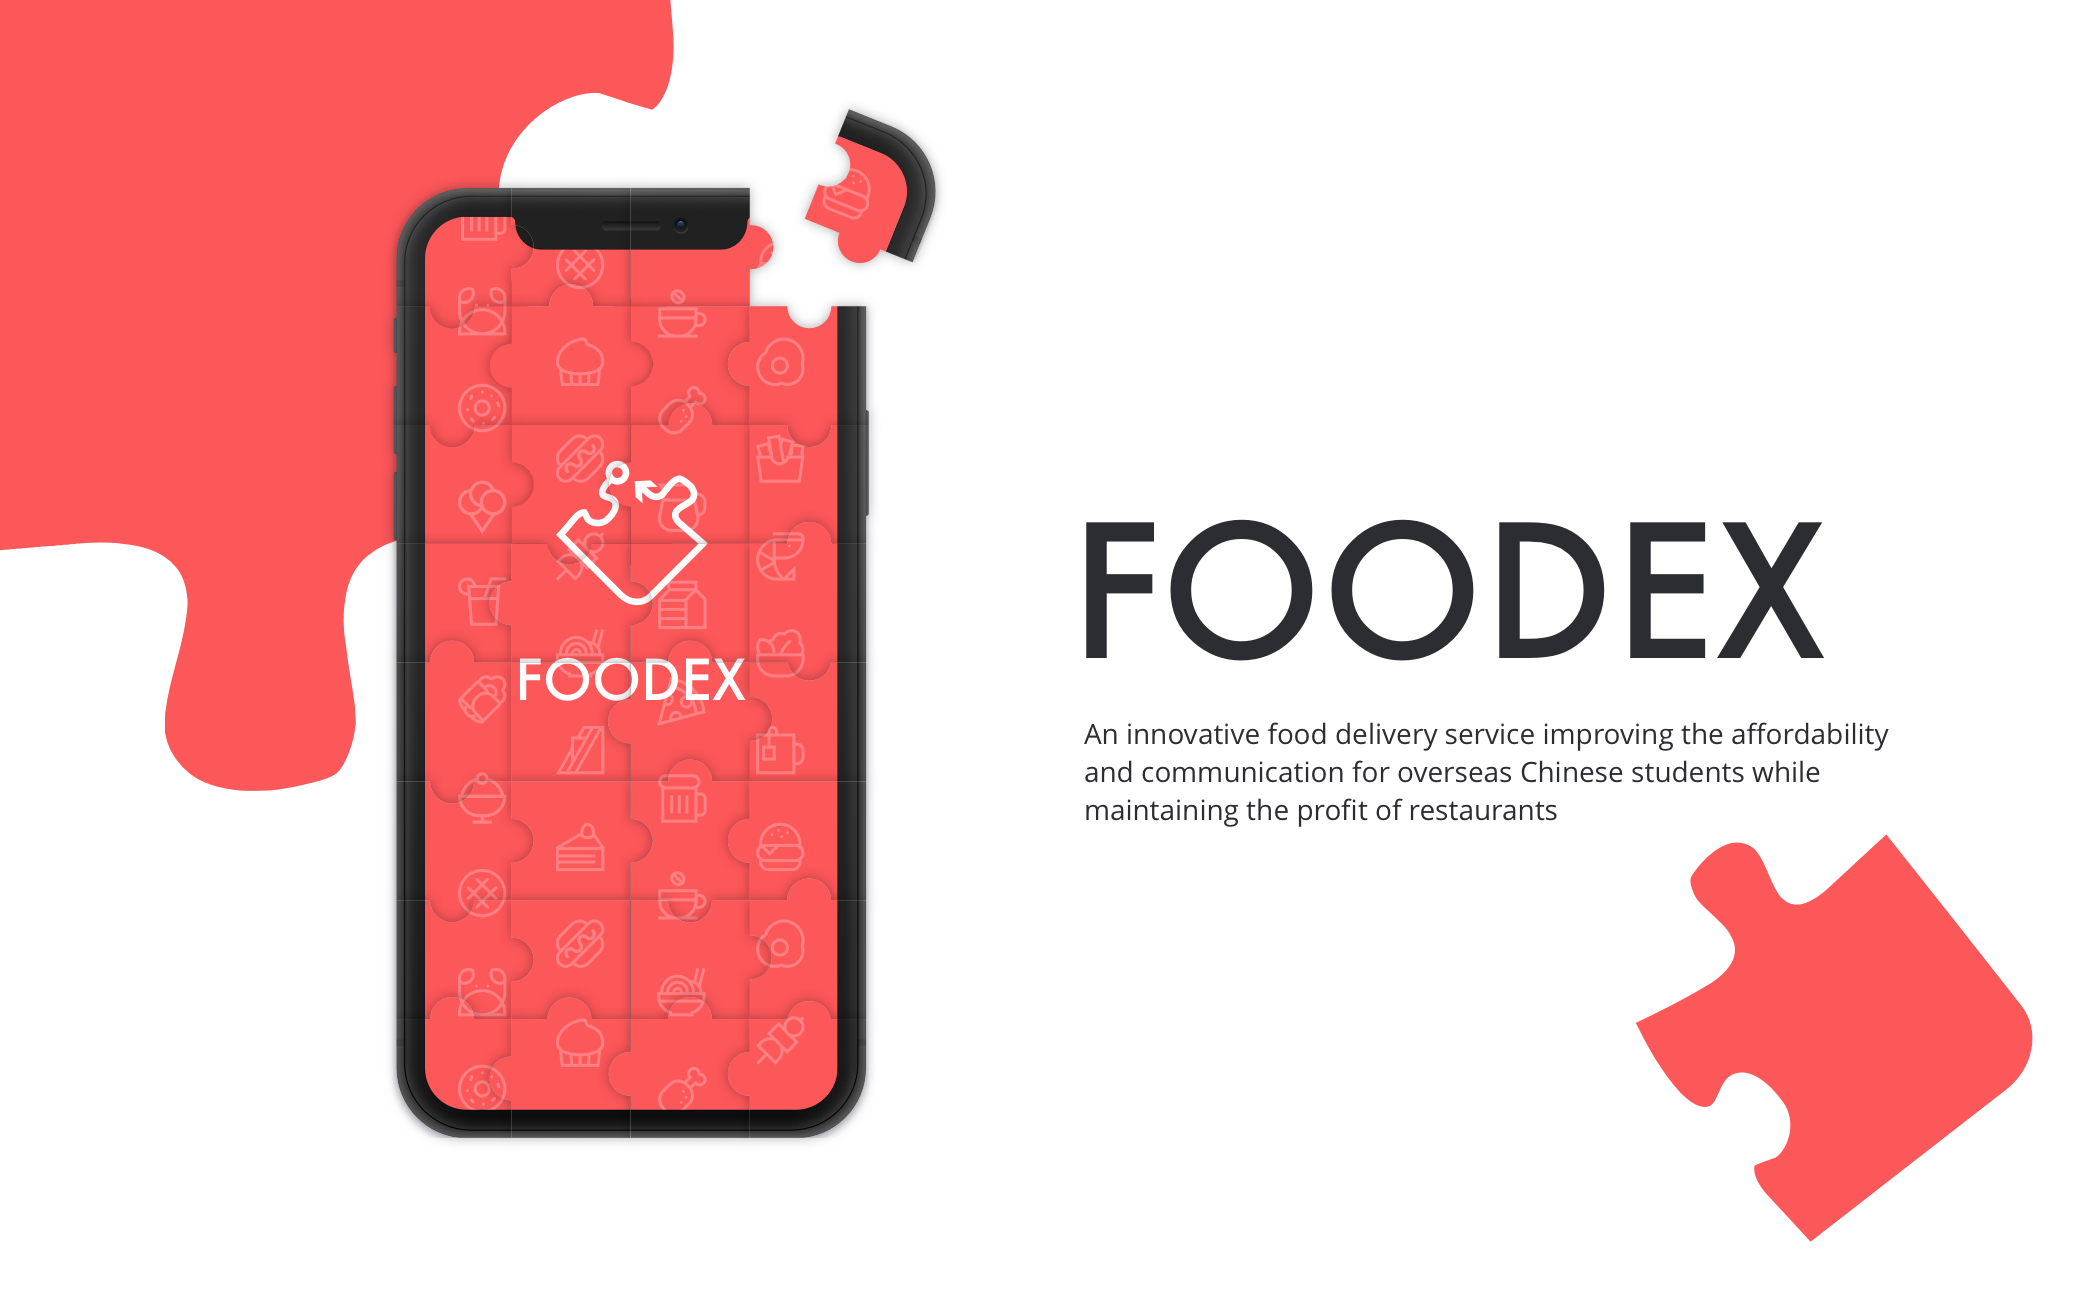 FOODEX
FOODEX
An innovative food delivery service improving the affordability
and communication for overseas Chinese students while
maintaining the profit of restaurants